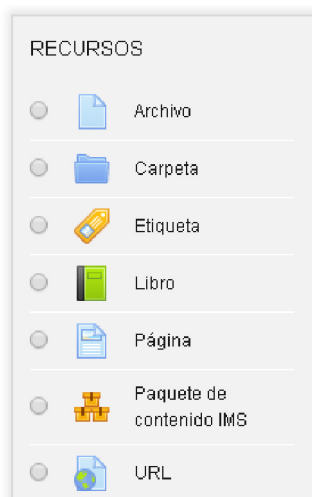 RECURSOS
Archivo
Carpeta
Etiqueta
Libro
Página
Paquete de
contenido IMS
URL